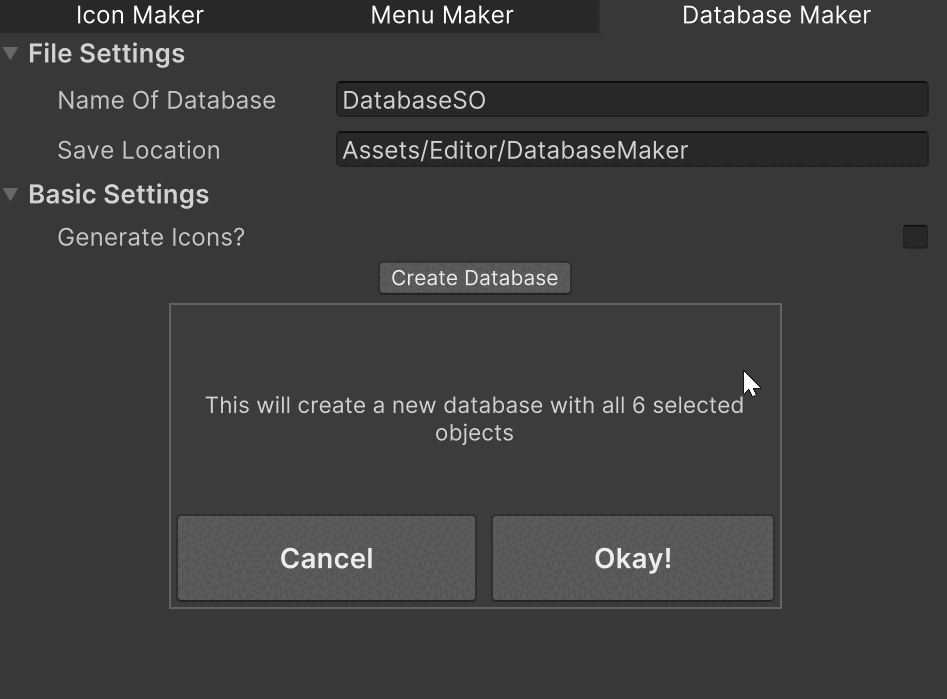 Icon Maker
Menu Maker
Database Maker
File Settings
Name Of Database
DatabaseSO
Save Location
Assets/Editor/DatabaseMaker
Basic Settings
Generate Icons?
Create Database
This will create a new database with all 6 selected
objects
Cancel
Okay!